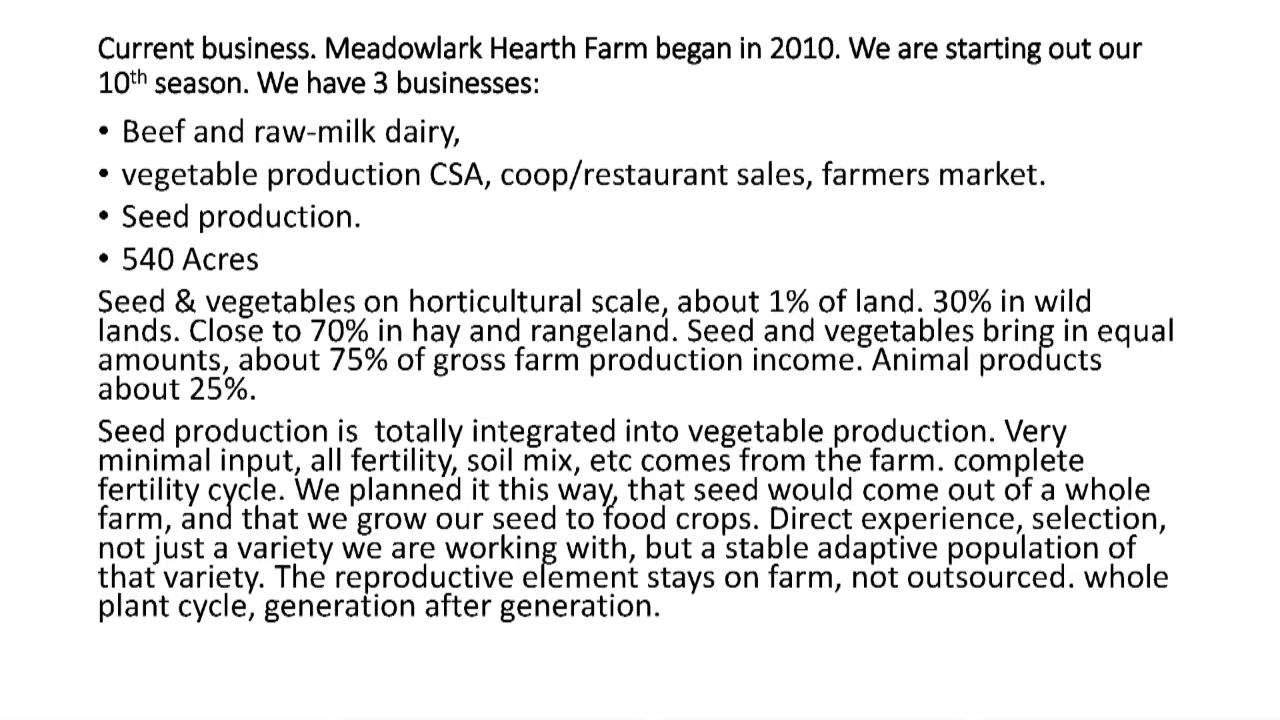 Current business. Meadowlark Hearth Farm began in 2010. We are starting out our
10th season. We have 3 businesses:
• Beef and raw-milk dairy,
• vegetable production CSA, coop/restaurant sales, farmers market.
• Seed production.
• 540 Acres
Seed & vegetables on horticultural scale, about 1% of land. 30% in wild
lands. Close to 70% in hay and rangeland. Seed and vegetables bring in equal
amounts, about 75% of gross farm production income. Animal products
about 25%.
Seed production is  totally integrated into vegetable production. Very
minimal input, all fertility, soil mix, etc comes from the farm. complete
fertility cycle. We planned it this way, that seed would come out of a whole
farm, and that we grow our seed to food crops. Direct experience, selection,
not just a variety we are working with, but a stable adaptive population of
that variety. The reproductive element stays on farm, not outsourced. whole
plant cycle, generation after generation.